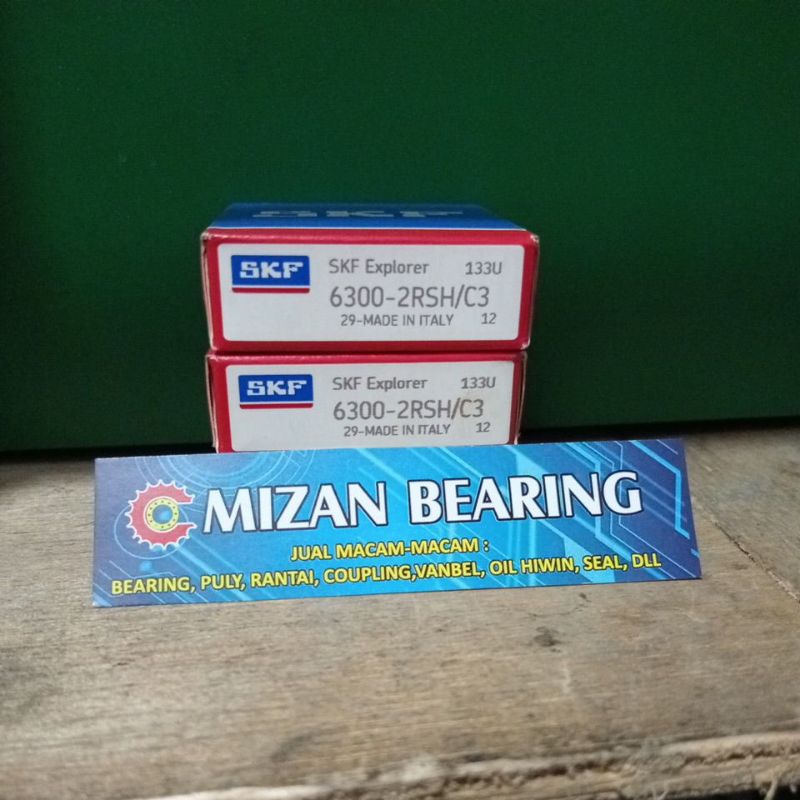 SKF
SKF
SKF Explorer 133U
6300-2RSH/C3
29-MADE IN ITALY 12
SKF
SKF Explorer 133U
6300-2RSH/C3
29-MADE IN ITALY 12
MIZAN BEARING
JUAL MACAM-MACAM :
BEARING, PULY, RANTAI, COUPLING,VANBEL, OIL HIWIN, SEAL, DLL